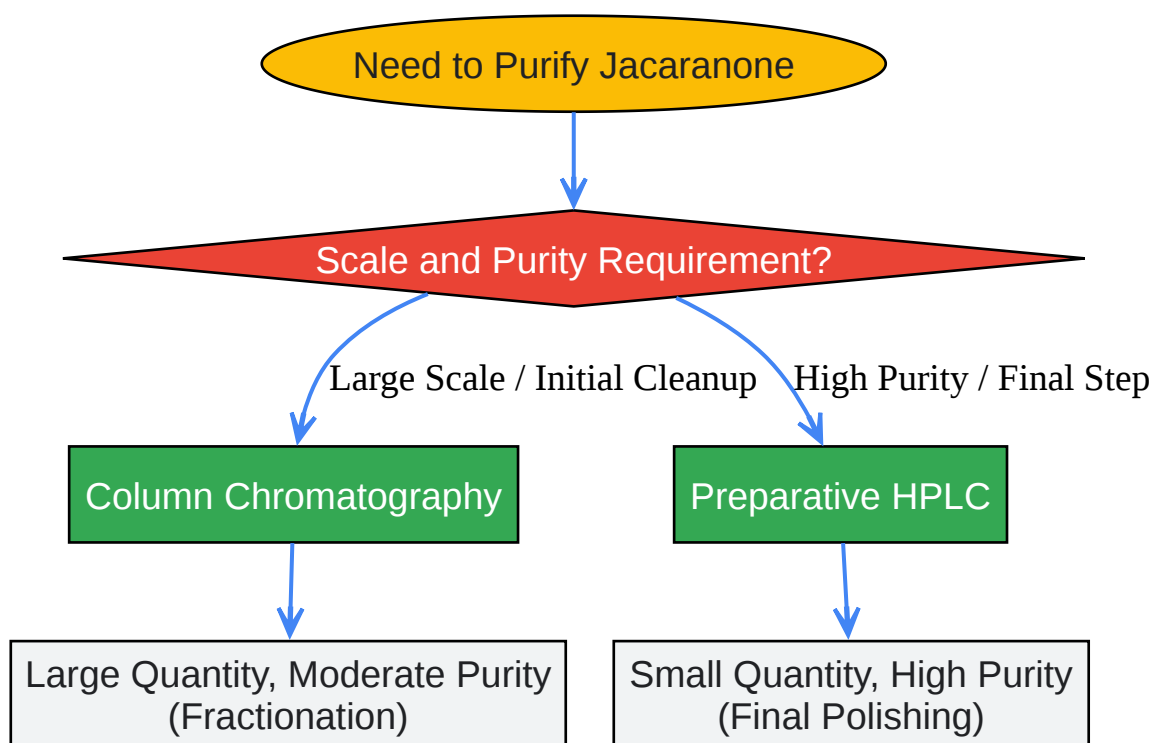 Need to Purify Jacaranone
Scale and Purity Requirement?
Large Scale / Initial Cleanup
High Purity / Final Step
Column Chromatography
Preparative HPLC
Large Quantity, Moderate Purity
(Fractionation)
Small Quantity, High Purity
(Final Polishing)